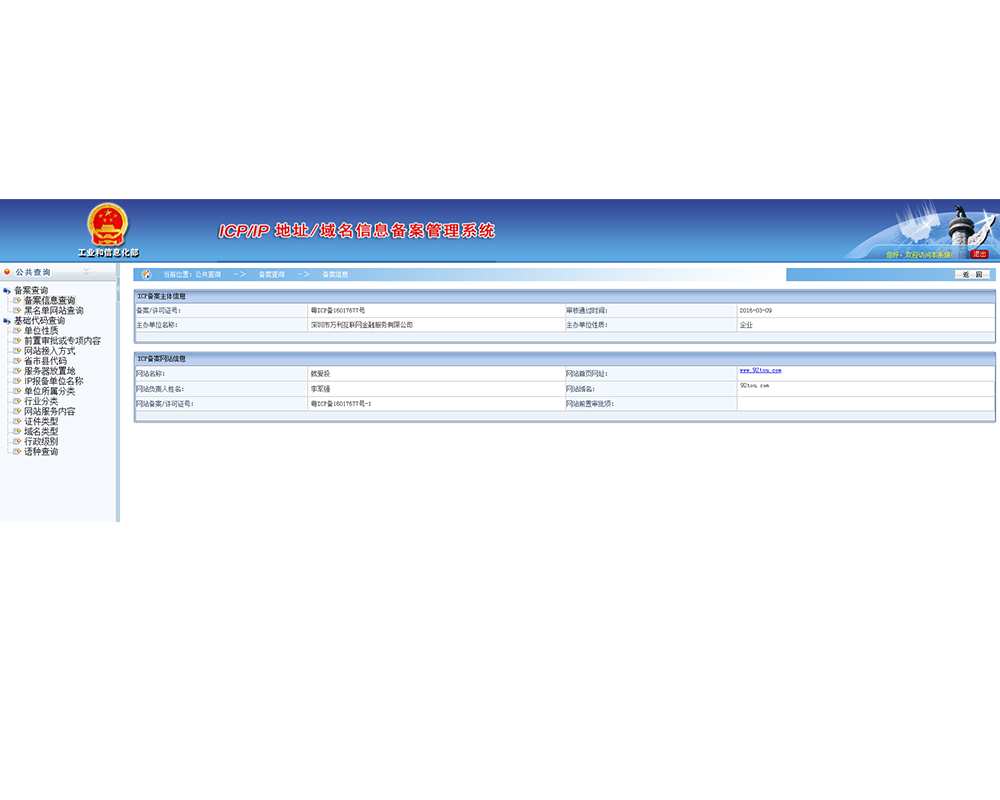 工业和信息化部
ICP/IP 地址/域名信息备案管理系统
您好，欢迎访问本系统！ 退出
公共查询
当前位置：公共查询 -> 备案查询 -> 备案信息
返 回
备案查询
备案信息查询
黑名单网站查询
基础代码查询
单位性质
前置审批或专项内容
网站接入方式
省市县代码
服务器放置地
IP报备单位名称
单位所属分类
行业分类
网站服务内容
证件类型
域名类型
行政级别
语种查询
ICP备案主体信息
备案/许可证号： 粤ICP备16017677号 审核通过时间： 2016-03-09
主办单位名称： 深圳市万利互联网金融服务有限公司 主办单位性质： 企业
ICP备案网站信息
网站名称： 就爱投 网站首页网址： www.92tou.com
网站负责人姓名： 网站域名： 92tou.com
网站备案/许可证号： 粤ICP备16017677号-1 网站前置审批项：